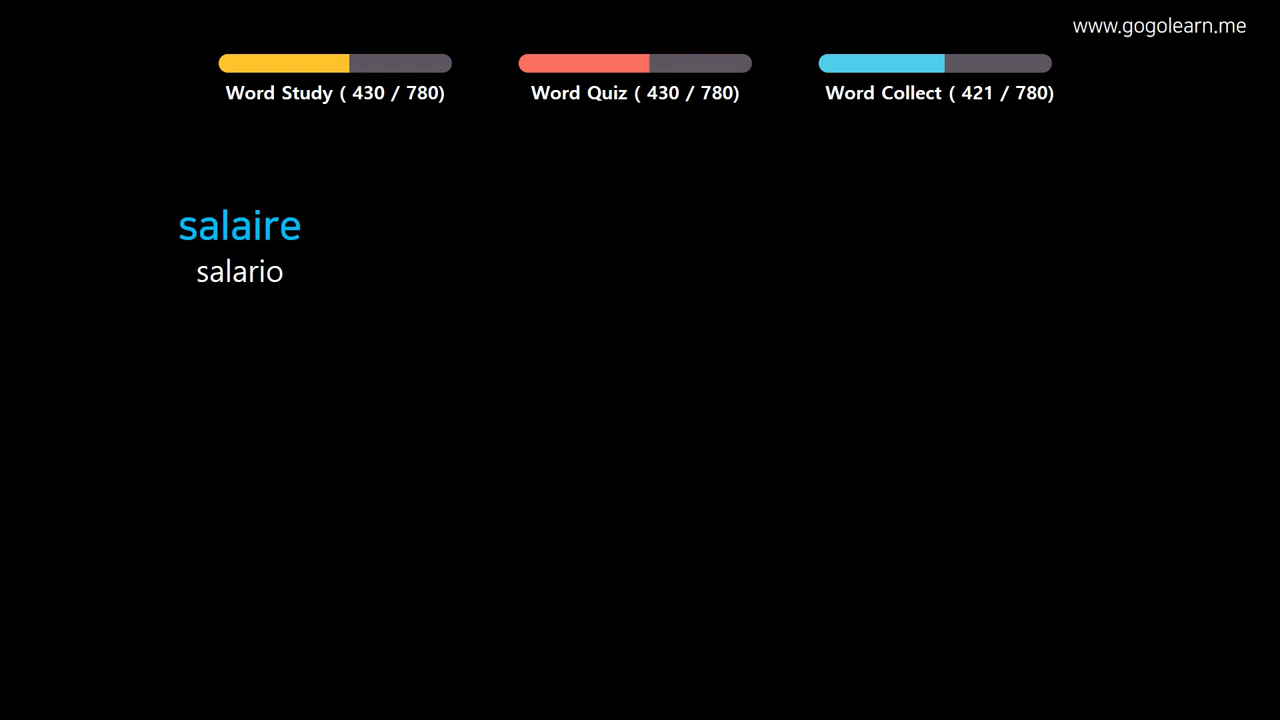 www.gogolearn.me
Word Study ( 430 / 780)
Word Quiz ( 430 / 780)
Word Collect ( 421 / 780)
salaire
salario